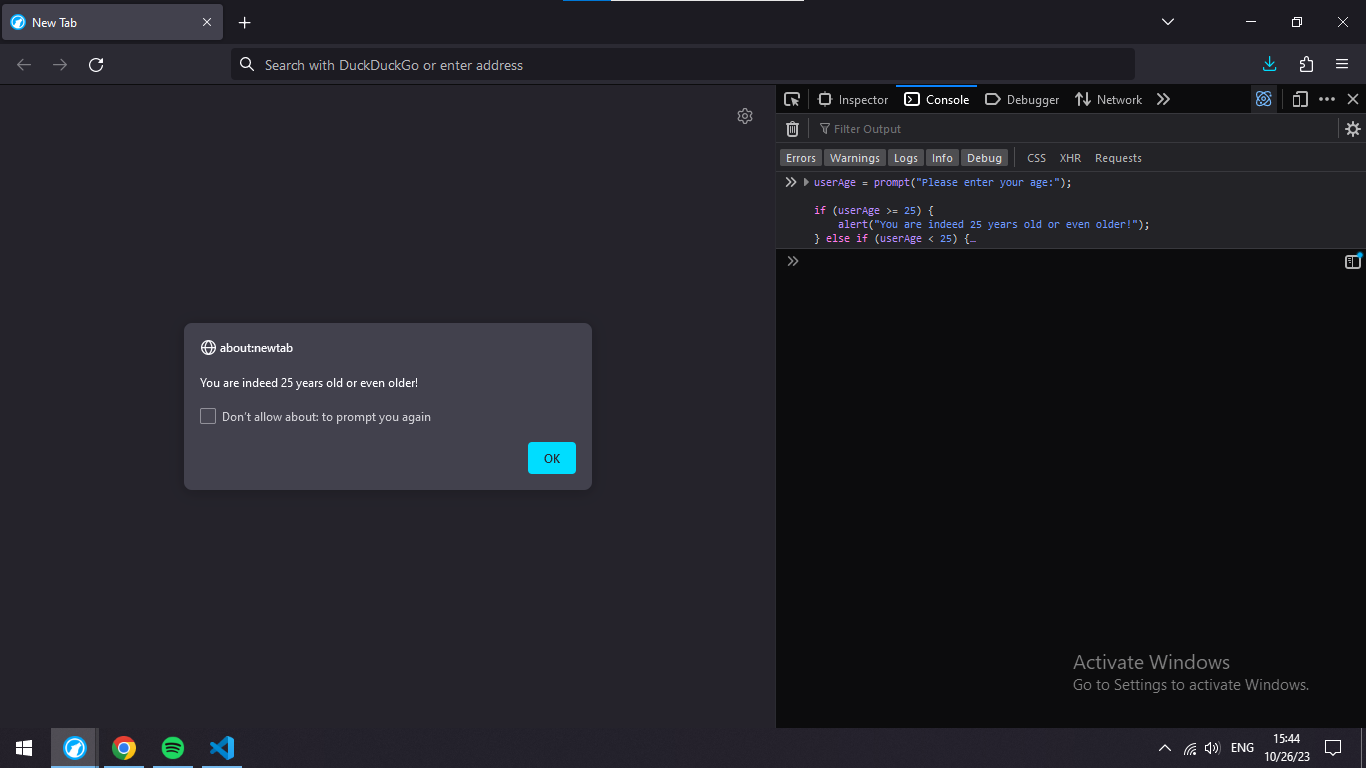 New Tab
Search with DuckDuckGo or enter address
Inspector Console Debugger Network
Filter Output
Errors Warnings Logs Info Debug CSS XHR Requests
userAge = prompt("Please enter your age:");
if (userAge >= 25) {
alert("You are indeed 25 years old or even older!");
} else if (userAge < 25) {…
about:newtab
You are indeed 25 years old or even older!
Don't allow about: to prompt you again
OK
Activate Windows
Go to Settings to activate Windows.
ENG
15:44
10/26/23